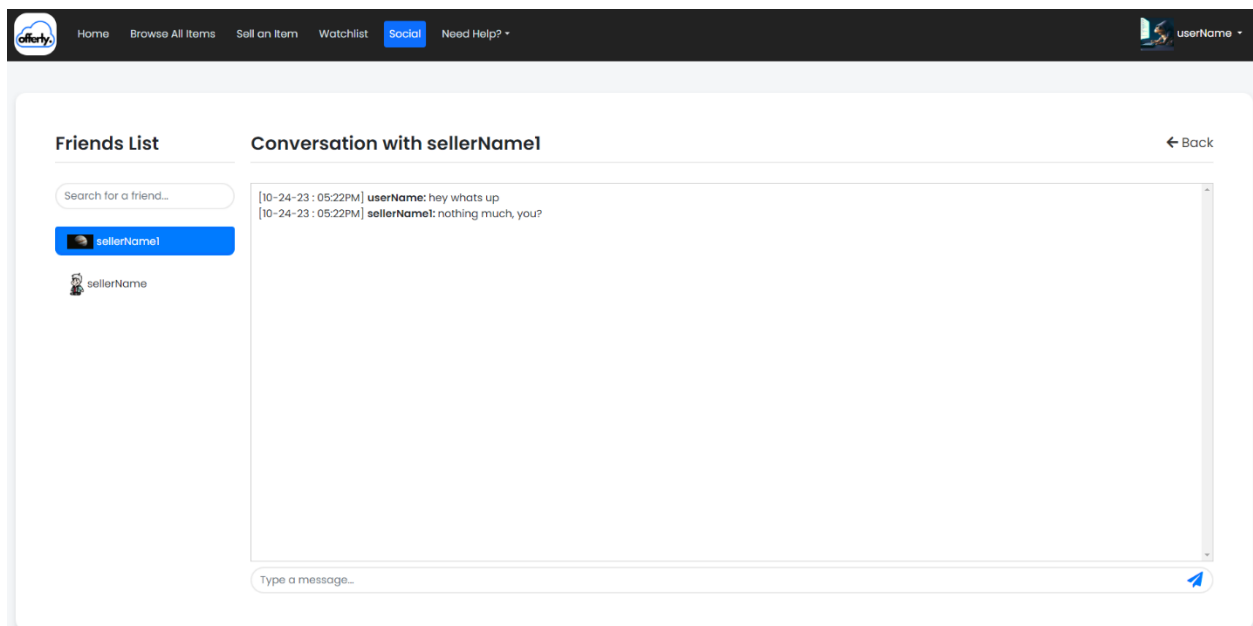 offerly.
Home Browse All Items Sell an Item Watchlist Social Need Help? userName
Friends List
Search for a friend...
sellerName1
sellerName
Conversation with sellerName1
Back
[10-24-23 : 05:22PM] userName: hey whats up
[10-24-23 : 05:22PM] sellerName1: nothing much, you?
Type a message...